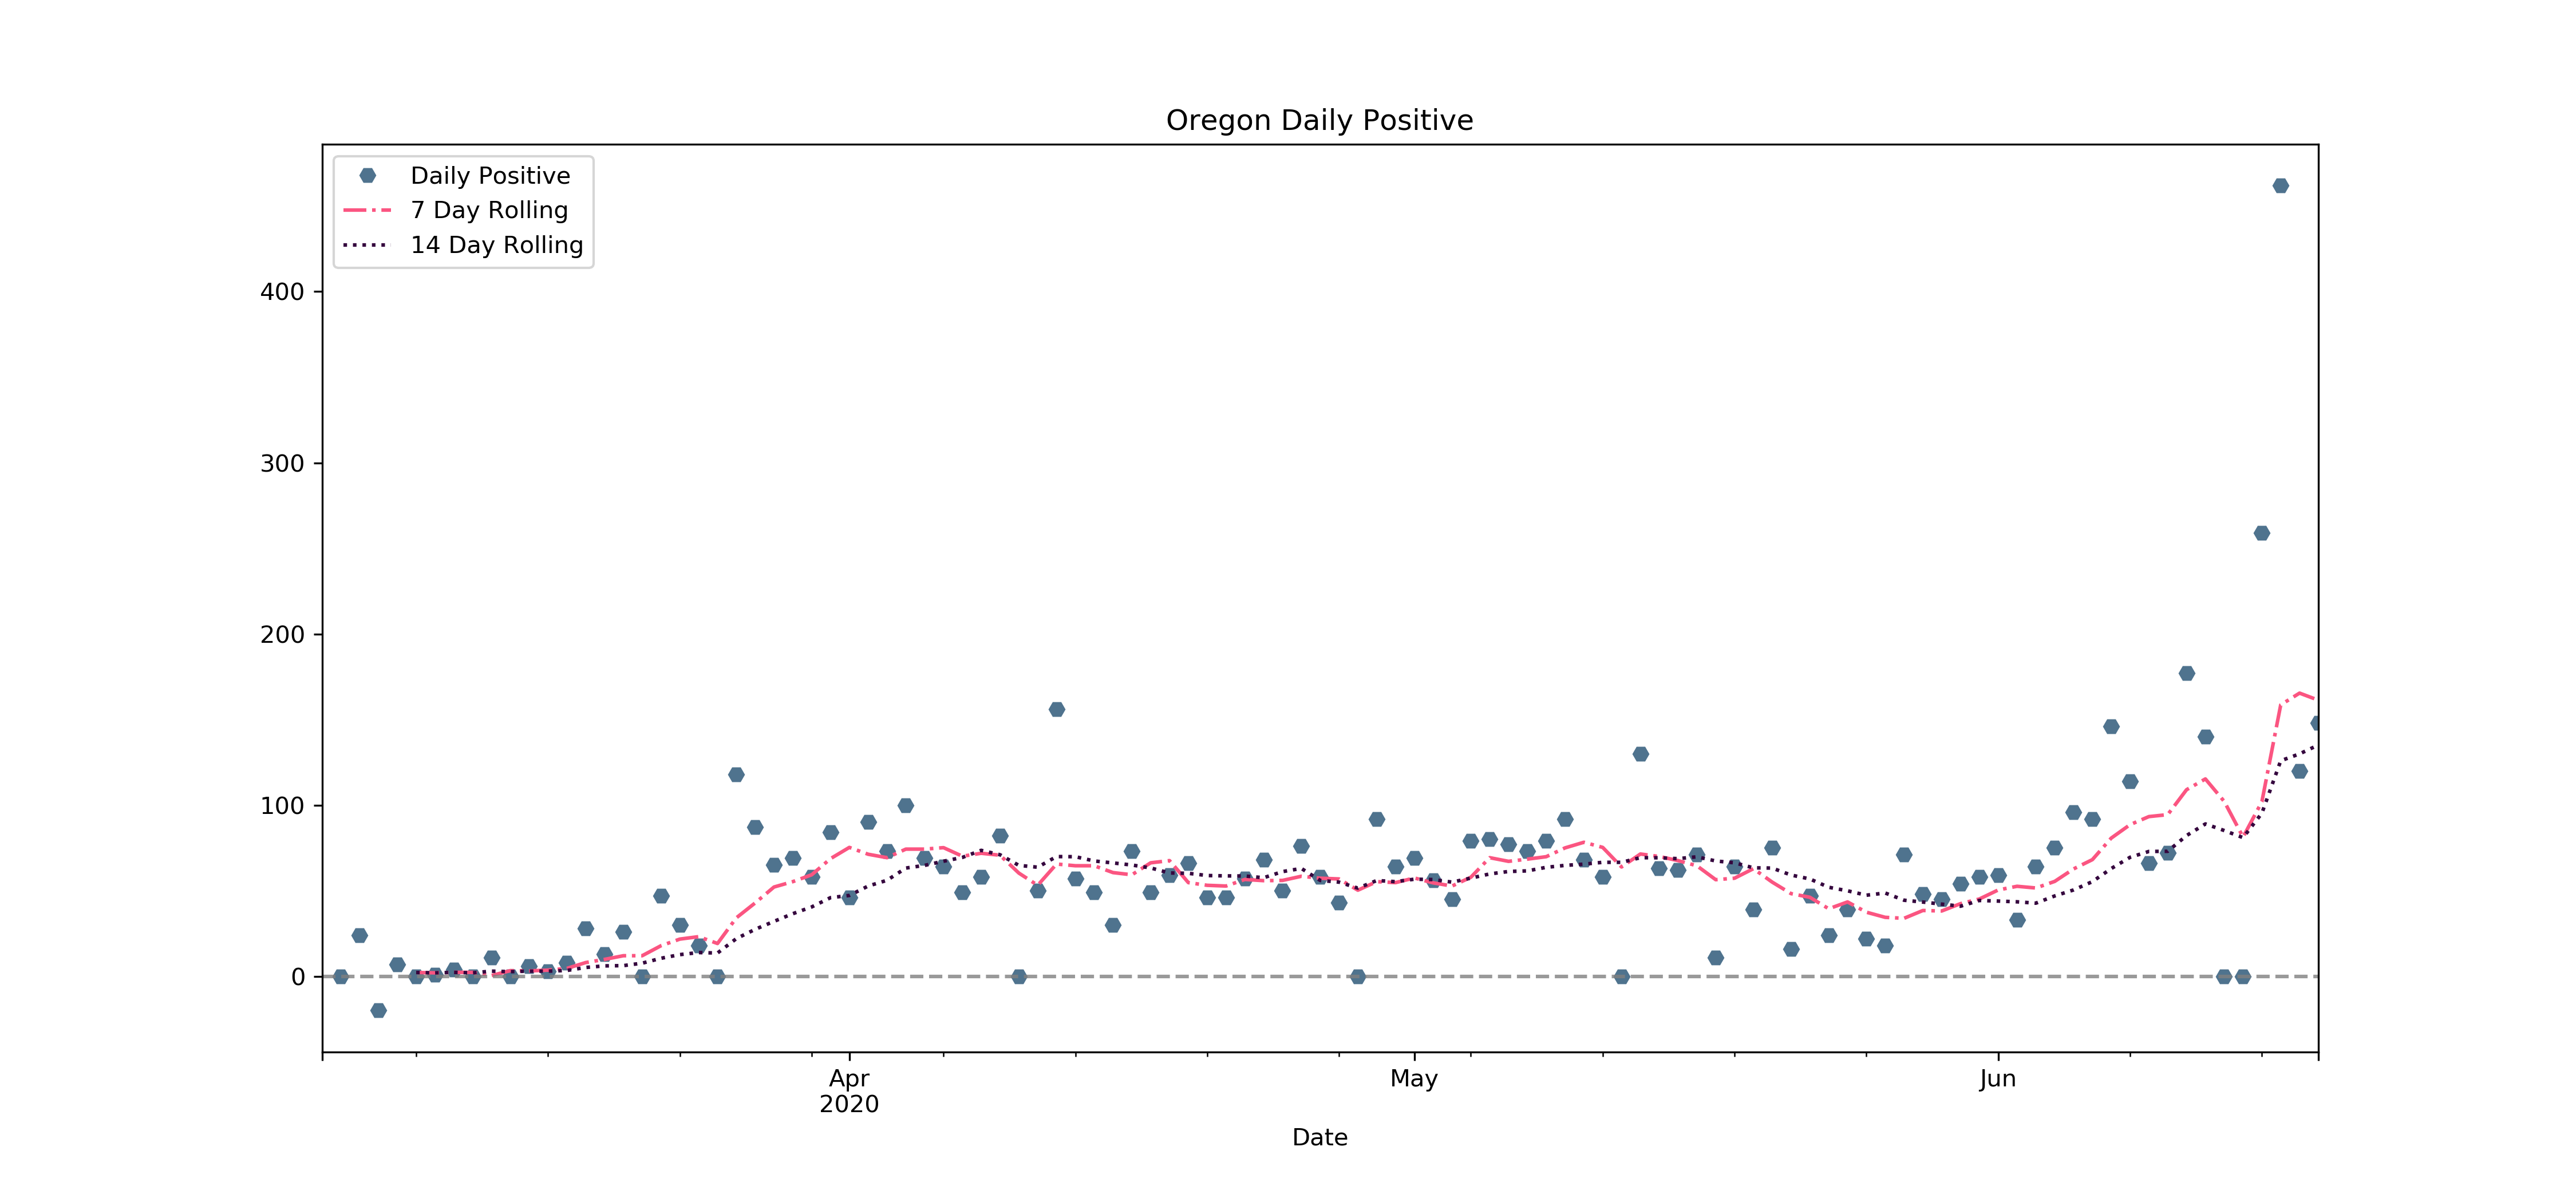 Oregon Daily Positive
Daily Positive
7 Day Rolling
14 Day Rolling
400
300
200
100
0
Apr
2020
May
Jun
Date